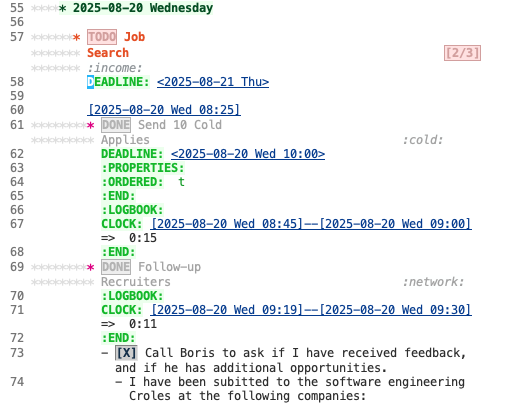 55 ***** 2025-08-20 Wednesday
56
57 ******* TODO Job
******* Search [2/3]
******* :income:
58 DEADLINE: <2025-08-21 Thu>
59
60 [2025-08-20 Wed 08:25]
61 ********* DONE Send 10 Cold
********* Applies :cold:
62 DEADLINE: <2025-08-20 Wed 10:00>
63 :PROPERTIES:
64 :ORDERED: t
65 :END:
66 :LOGBOOK:
67 CLOCK: [2025-08-20 Wed 08:45]--[2025-08-20 Wed 09:00]
=> 0:15
68 :END:
69 ********* DONE Follow-up
********* Recruiters :network:
70 :LOGBOOK:
71 CLOCK: [2025-08-20 Wed 09:19]--[2025-08-20 Wed 09:30]
=> 0:11
72 :END:
73 - [X] Call Boris to ask if I have received feedback,
and if he has additional opportunities.
74 - I have been subitted to the software engineering
Croles at the following companies: